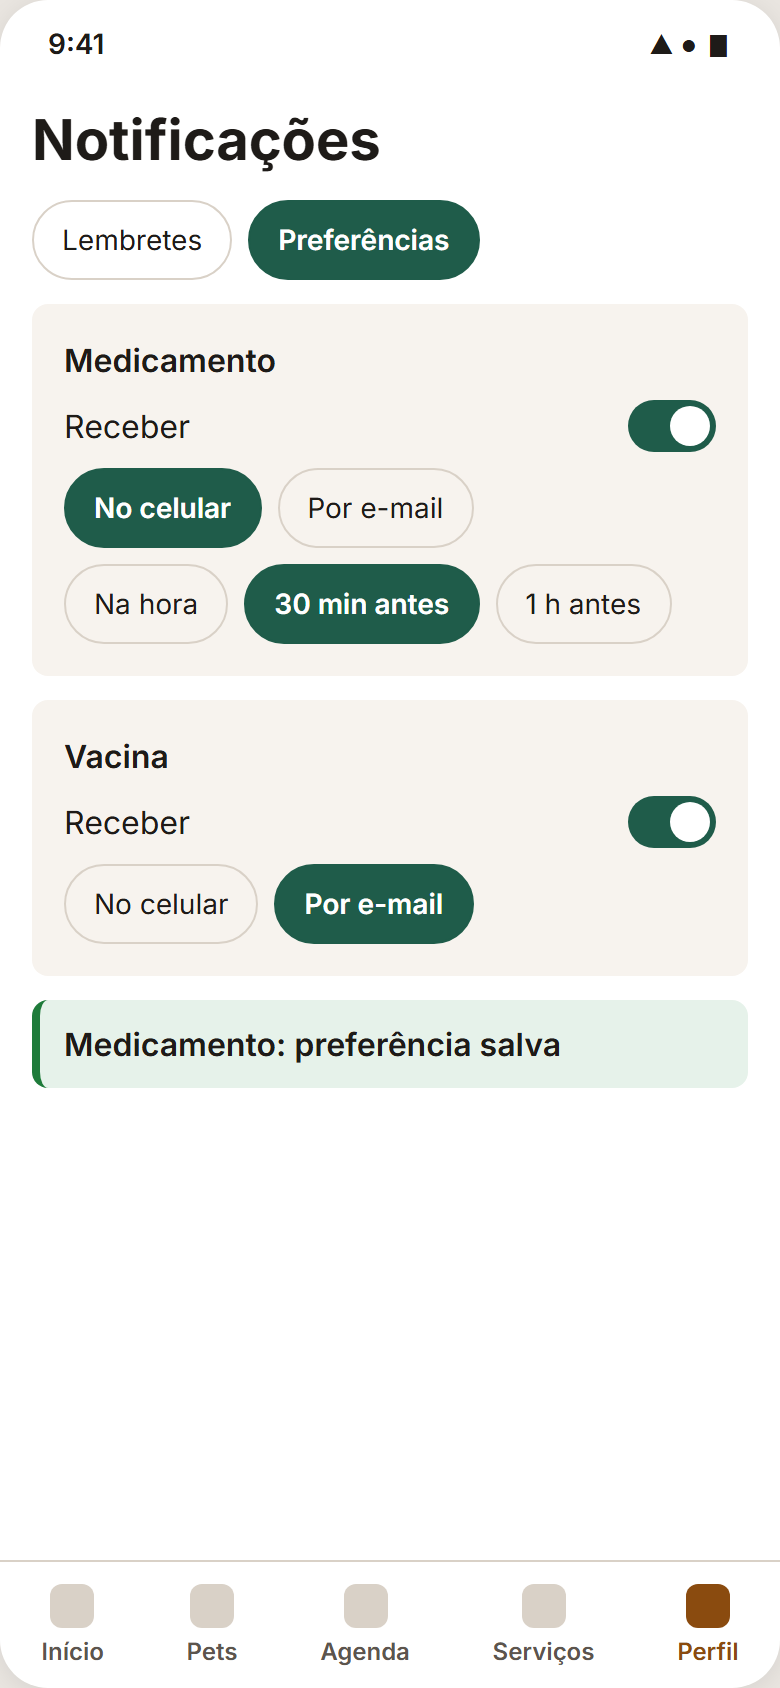 9:41
Notificações
Lembretes Preferências
Medicamento
Receber
No celular Por e-mail
Na hora 30 min antes 1 h antes
Vacina
Receber
No celular Por e-mail
Medicamento: preferência salva
Início Pets Agenda Serviços Perfil